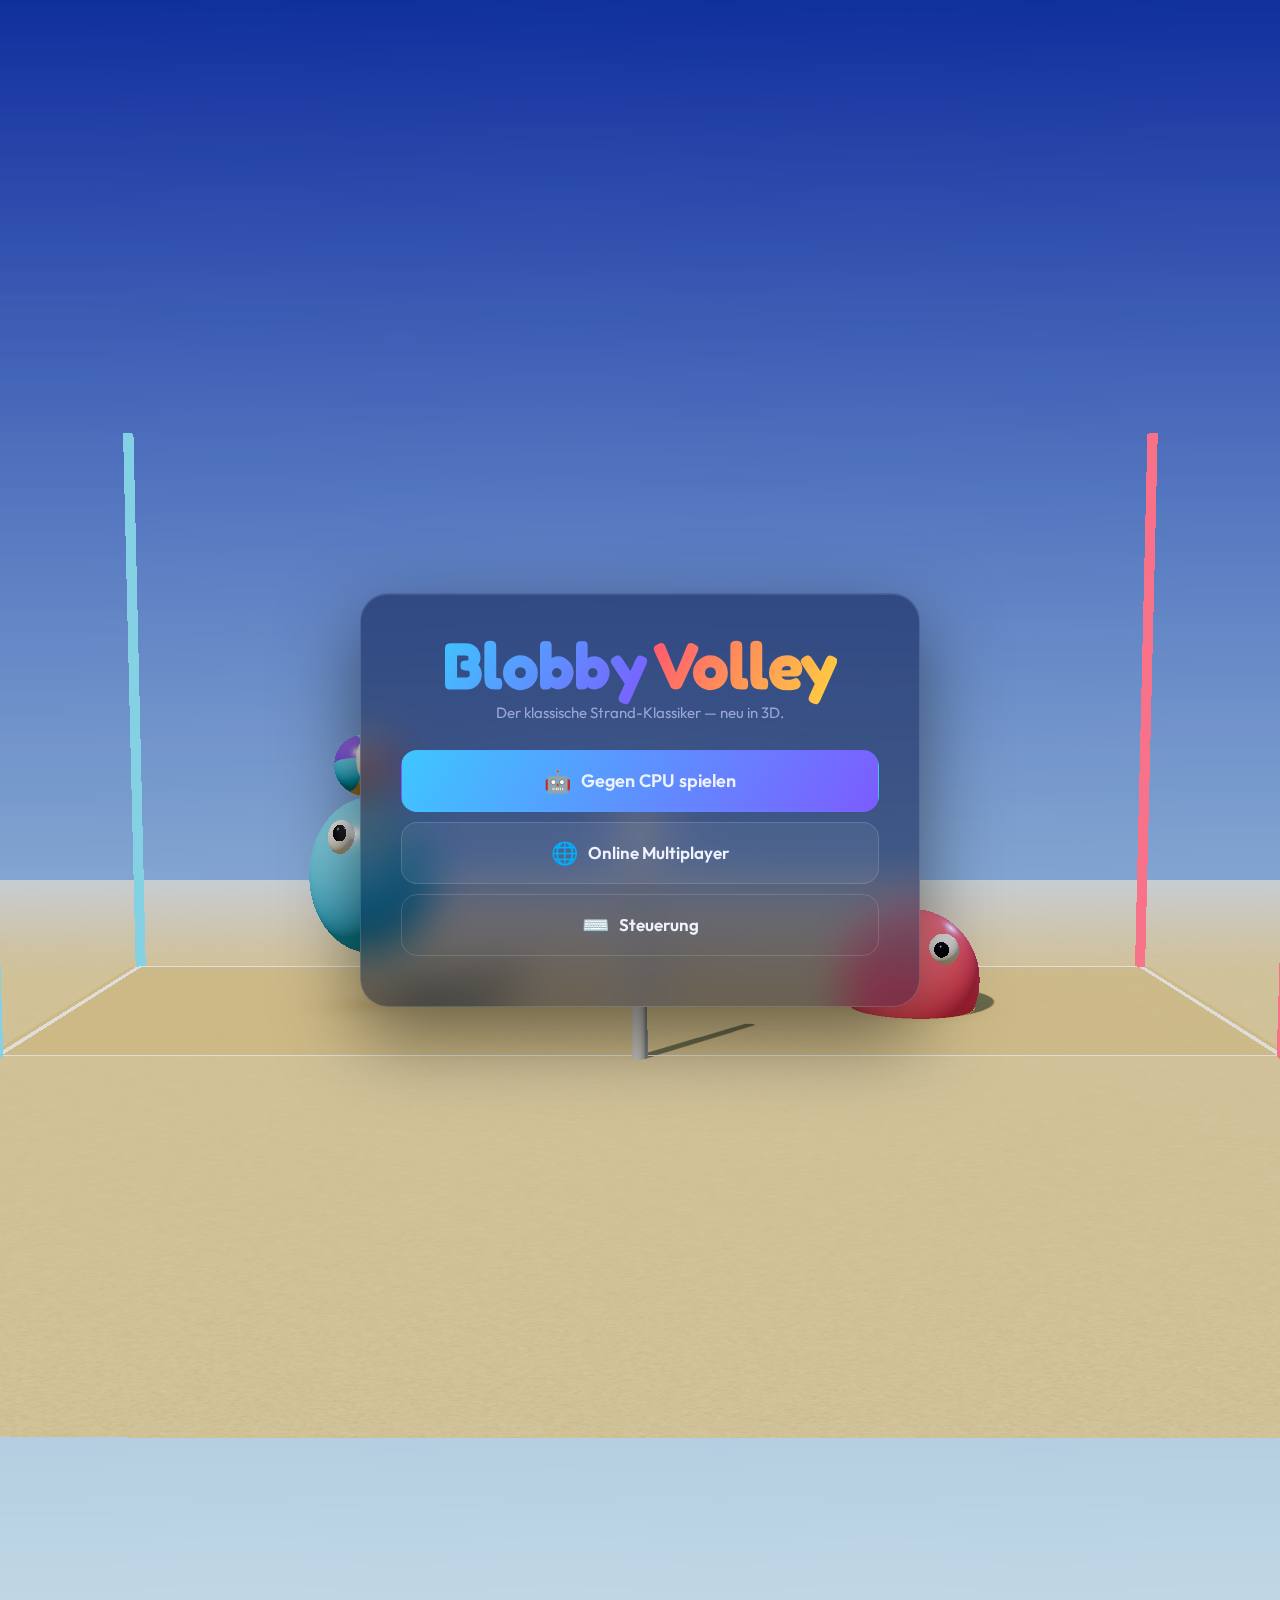 Blobby Volley
Der klassische Strand-Klassiker — neu in 3D.
Gegen CPU spielen
Online Multiplayer
Steuerung